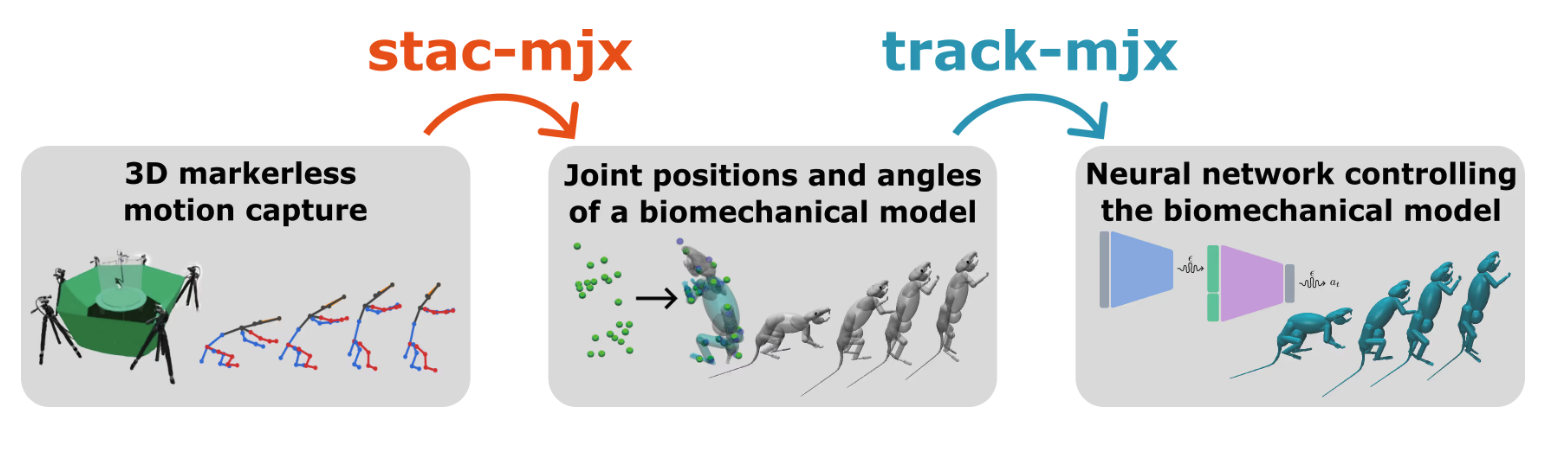 stac-mjx
track-mjx
3D markerless
motion capture
Joint positions and angles
of a biomechanical model
Neural network controlling
the biomechanical model
ϵ
ϵ
a_t